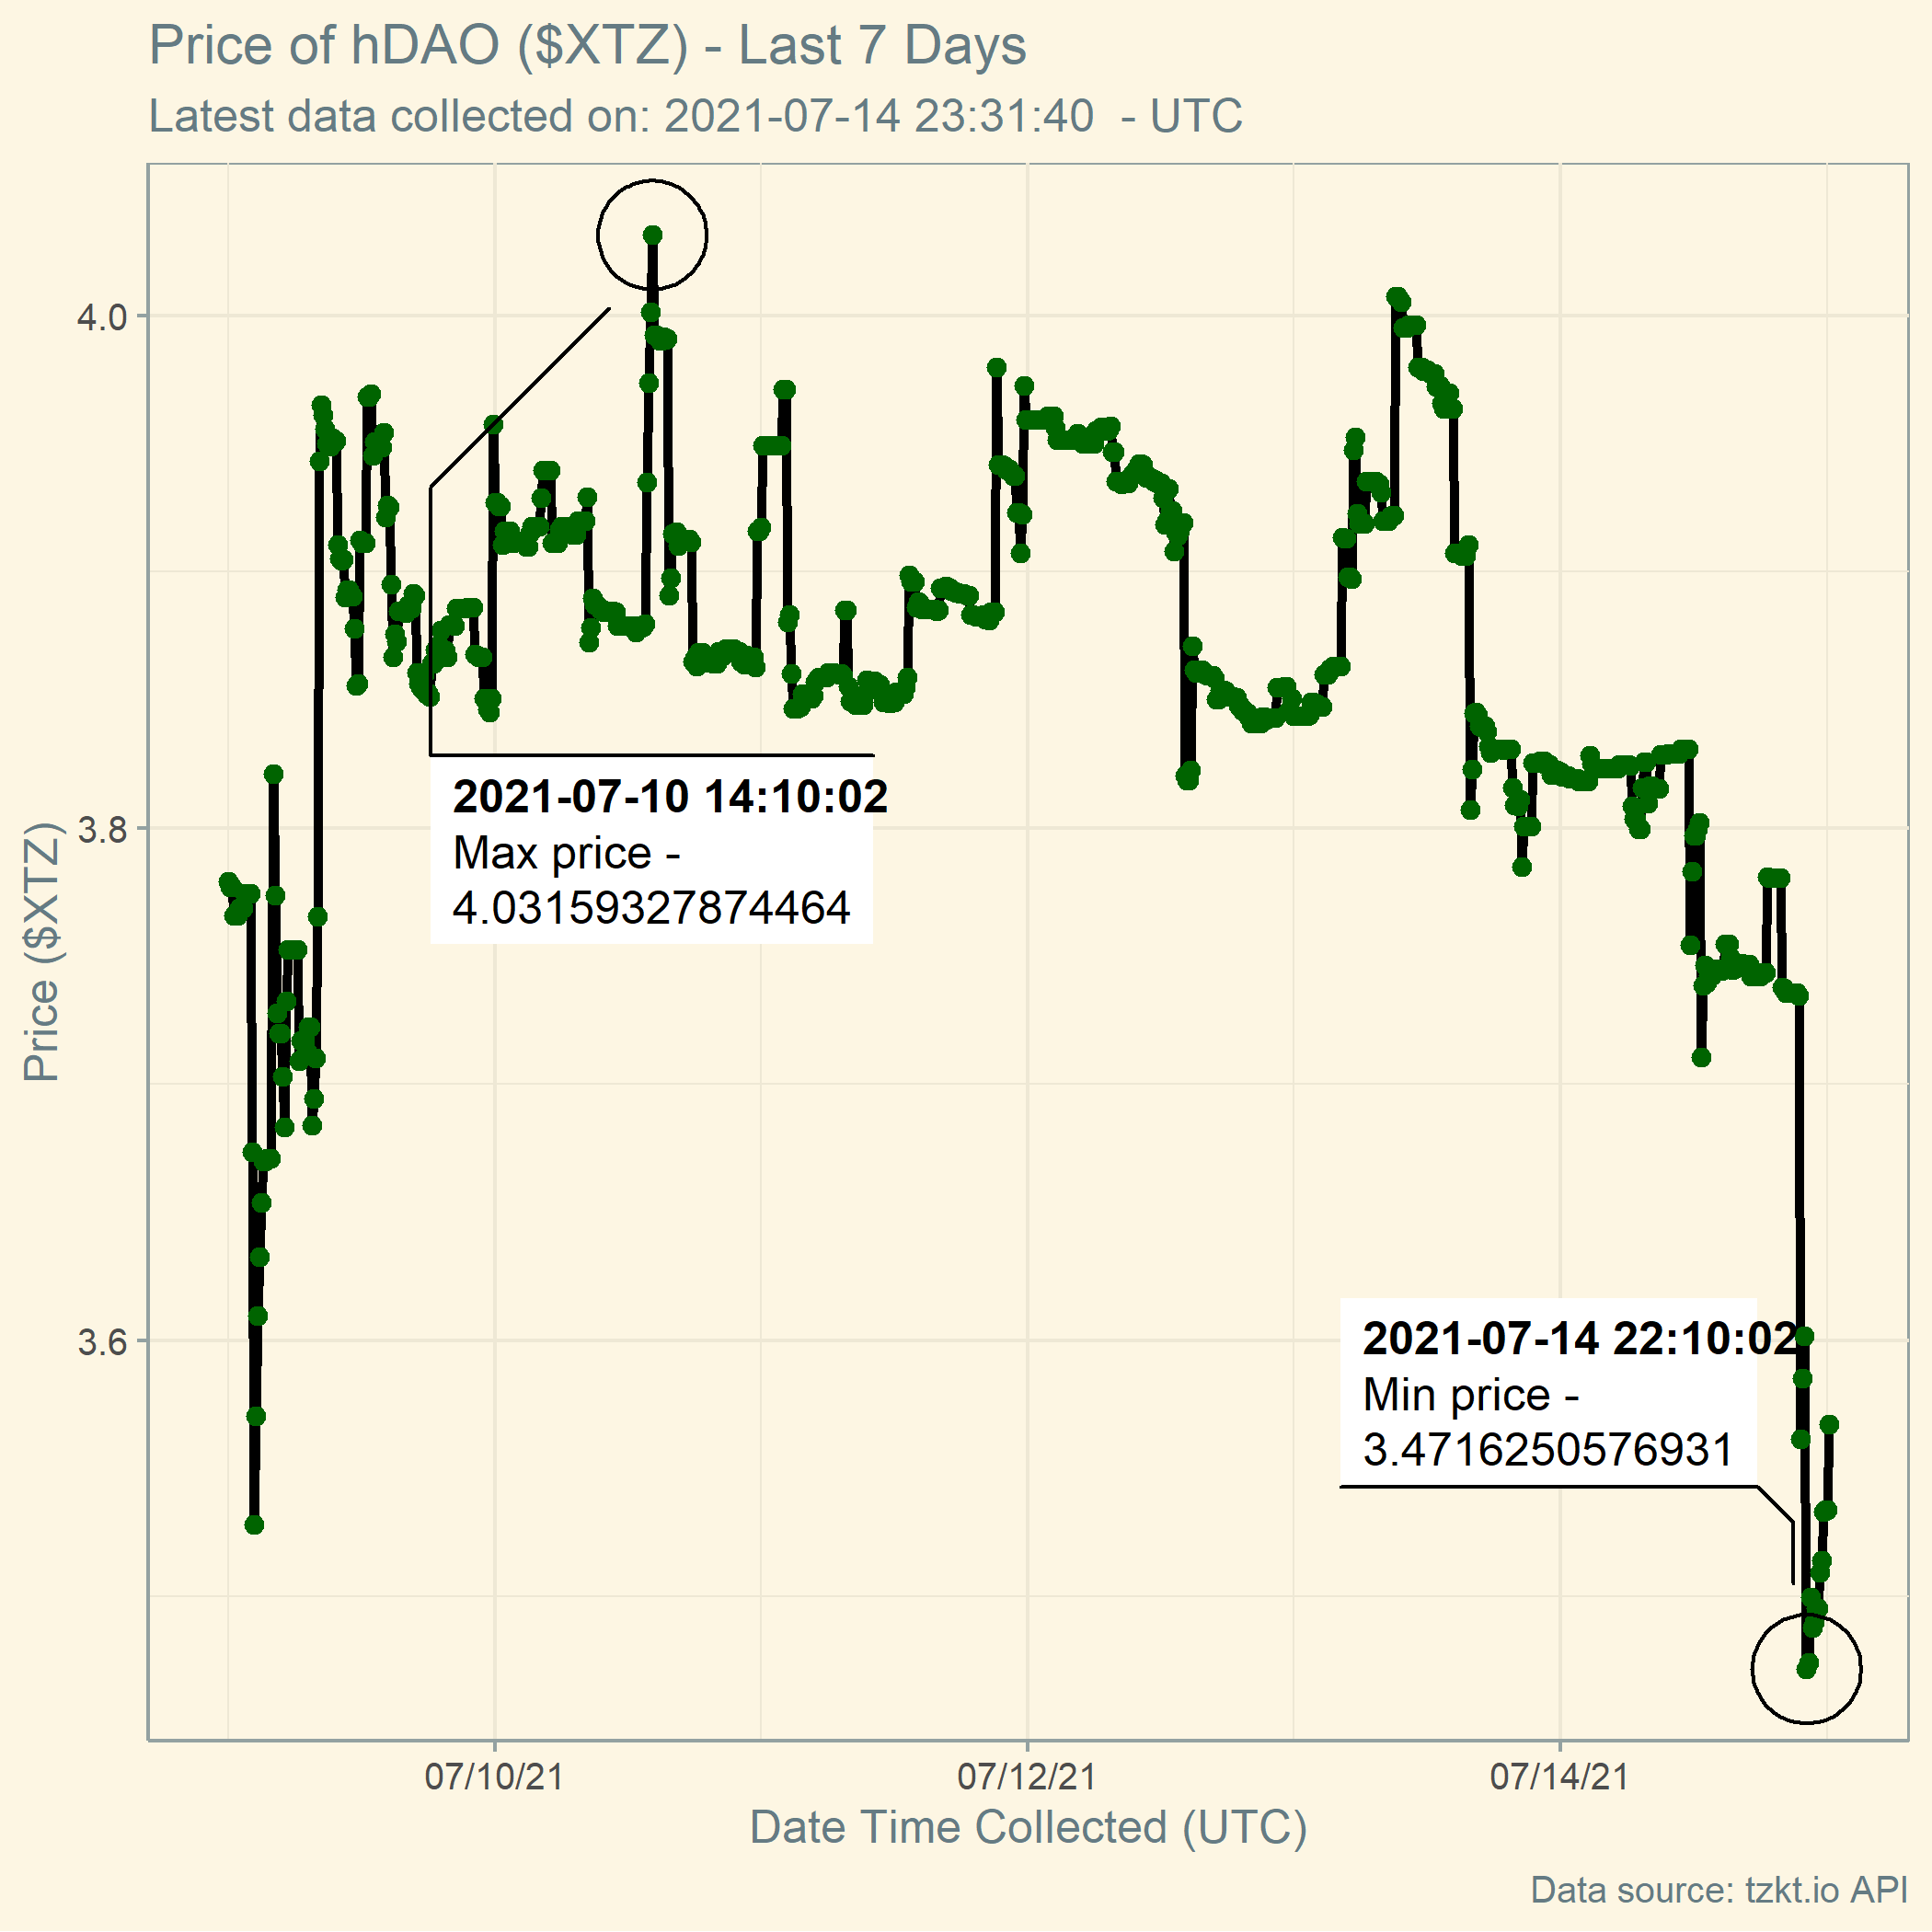 Price of hDAO ($XTZ) - Last 7 Days
Latest data collected on: 2021-07-14 23:31:40  - UTC
Price ($XTZ)
4.0
3.8
3.6
2021-07-10 14:10:02
Max price -
4.03159327874464
2021-07-14 22:10:02
Min price -
3.4716250576931
07/10/21
07/12/21
07/14/21
Date Time Collected (UTC)
Data source: tzkt.io API